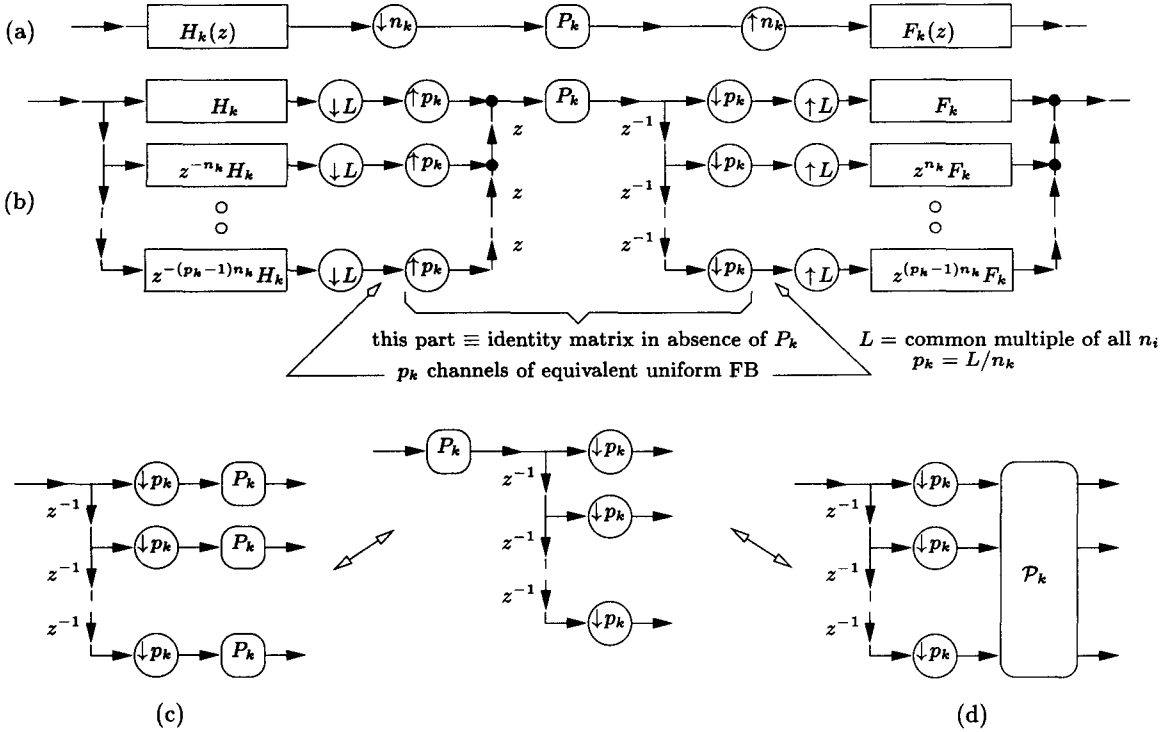 (a) H_k(z) ↓n_k P_k ↑n_k F_k(z)
H_k ↓L ↑p_k z P_k z^{-1} ↓p_k ↑L F_k
z^{-n_k}H_k ↓L ↑p_k z z^{-1} ↓p_k ↑L z^{n_k}F_k
(b)
z z^{-1}
z^{-(p_k-1)n_k}H_k ↓L ↑p_k ↓p_k ↑L z^{(p_k-1)n_k}F_k
this part ≡ identity matrix in absence of P_k
L = common multiple of all n_i
p_k channels of equivalent uniform FB
p_k = L/n_k
P_k ↓p_k
z^{-1}
↓p_k
z^{-1}
z^{-1}
↓p_k
↓p_k P_k
z^{-1}
↓p_k P_k
z^{-1}
z^{-1}
↓p_k P_k
(c)
↓p_k
z^{-1}
↓p_k
z^{-1}
𝒫_k
z^{-1}
↓p_k
(d)